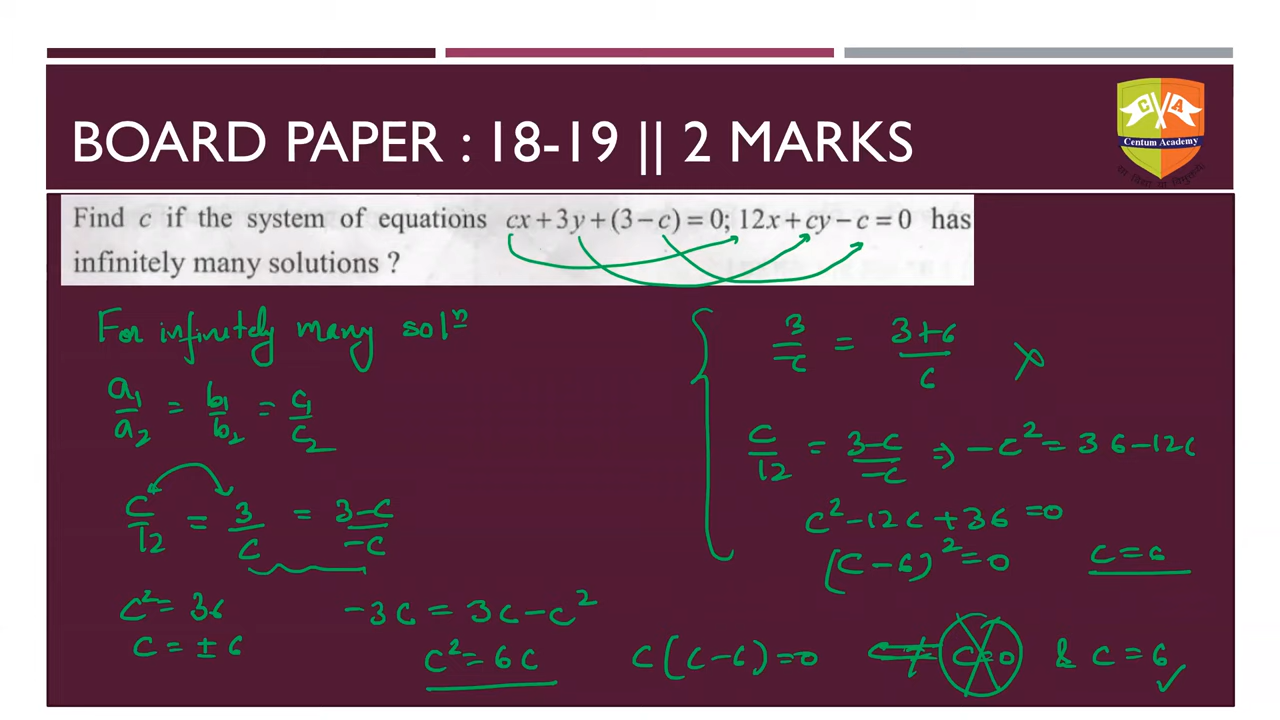 BOARD PAPER : 18-19 || 2 MARKS
C A
Centum Academy
Find c if the system of equations cx + 3y + (3 − c) = 0; 12x + cy − c = 0 has
infinitely many solutions ?
For infinitely many solⁿ
a₁/a₂ = b₁/b₂ = c₁/c₂
c/12 = 3/c = 3-c/-c
c² = 36
c = ± 6
-3c = 3c - c²
c² = 6c
c(c-6) = 0
c = 0 & c = 6 ✓
3/-c = 3+6/6 ×
c/12 = 3-c/-c ⇒ -c² = 36 - 12c
c² - 12c + 36 = 0
(c - 6)² = 0 c = 6